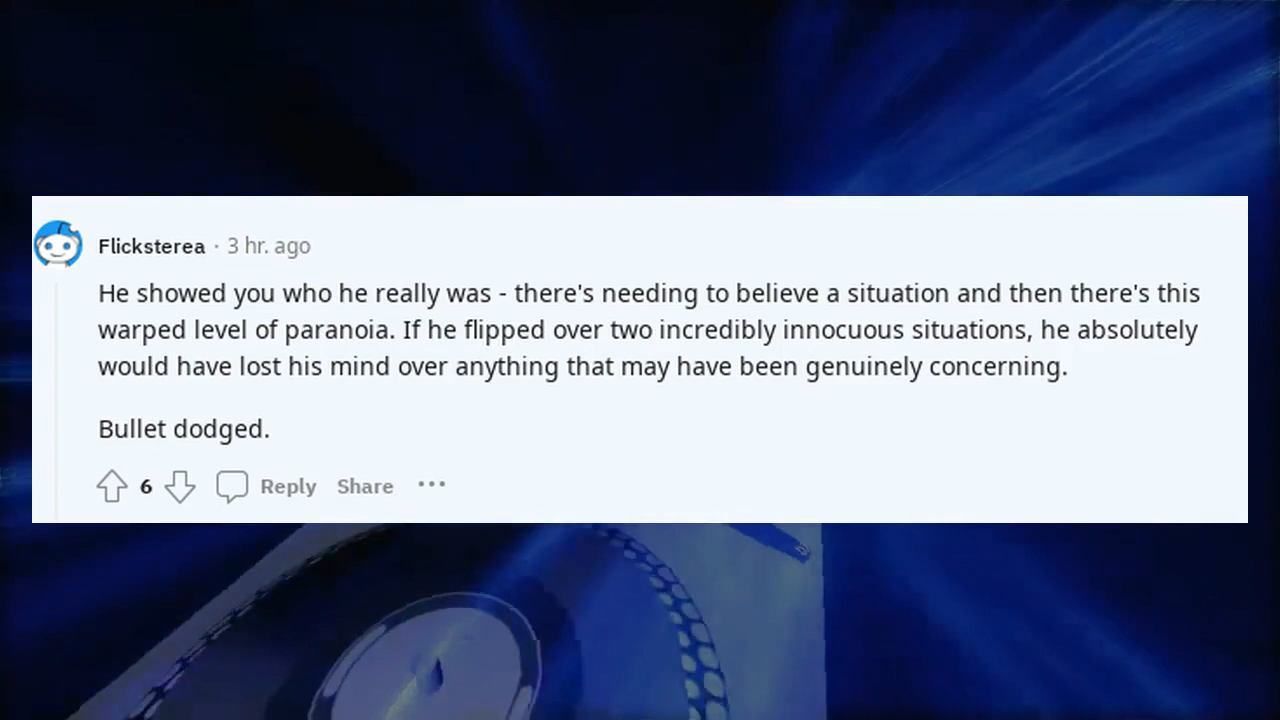 Flicksterea · 3 hr. ago
He showed you who he really was - there's needing to believe a situation and then there's this
warped level of paranoia. If he flipped over two incredibly innocuous situations, he absolutely
would have lost his mind over anything that may have been genuinely concerning.
Bullet dodged.
6 Reply Share ···